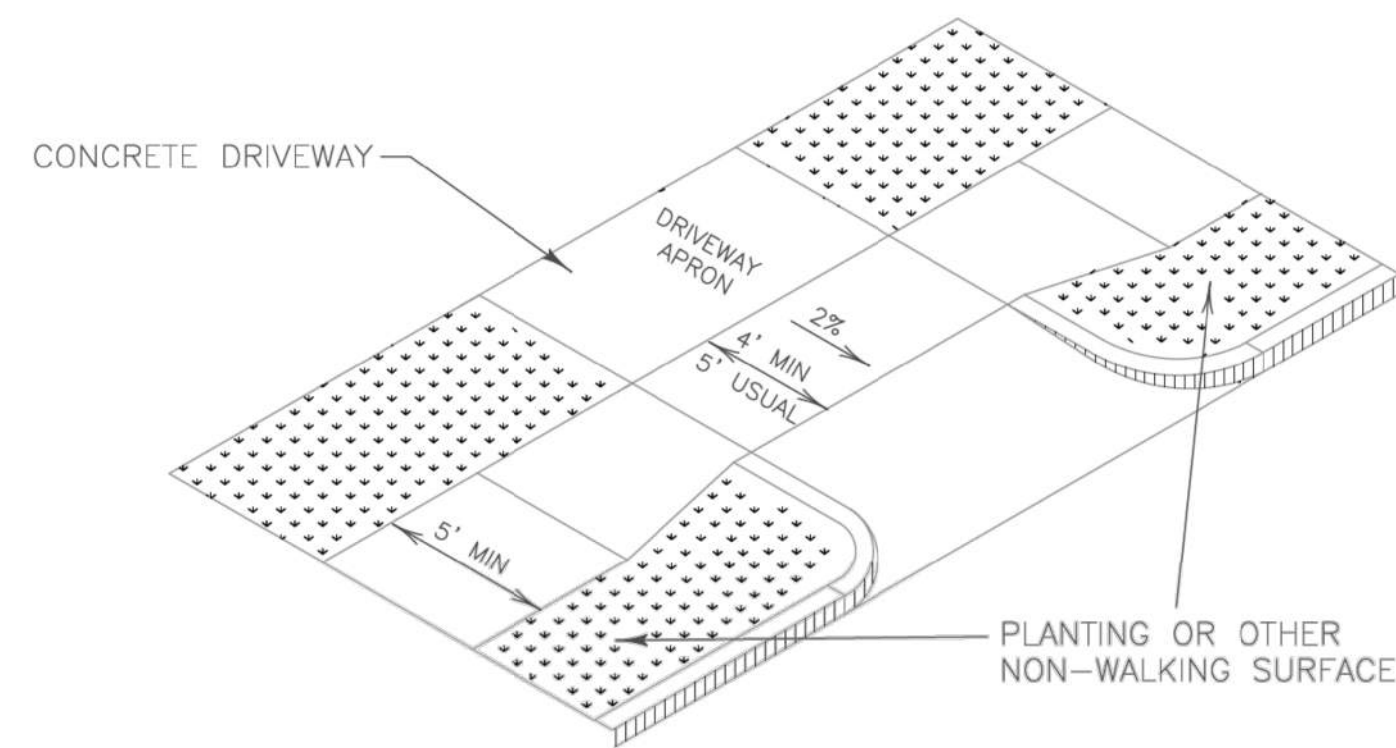 CONCRETE DRIVEWAY
DRIVEWAY
APRON
2%
4' MIN
5' USUAL
5' MIN
PLANTING OR OTHER
NON-WALKING SURFACE